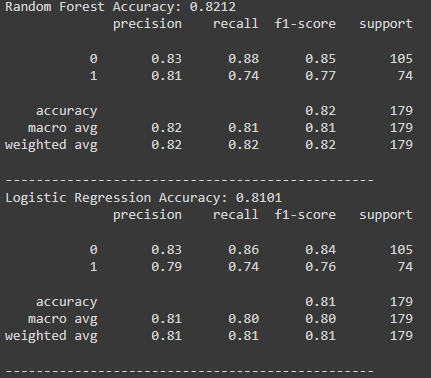 Random Forest Accuracy: 0.8212
precision recall f1-score support
0 0.83 0.88 0.85 105
1 0.81 0.74 0.77 74
accuracy 0.82 179
macro avg 0.82 0.81 0.81 179
weighted avg 0.82 0.82 0.82 179
------------------------------------------------
Logistic Regression Accuracy: 0.8101
precision recall f1-score support
0 0.83 0.86 0.84 105
1 0.79 0.74 0.76 74
accuracy 0.81 179
macro avg 0.81 0.80 0.80 179
weighted avg 0.81 0.81 0.81 179
------------------------------------------------